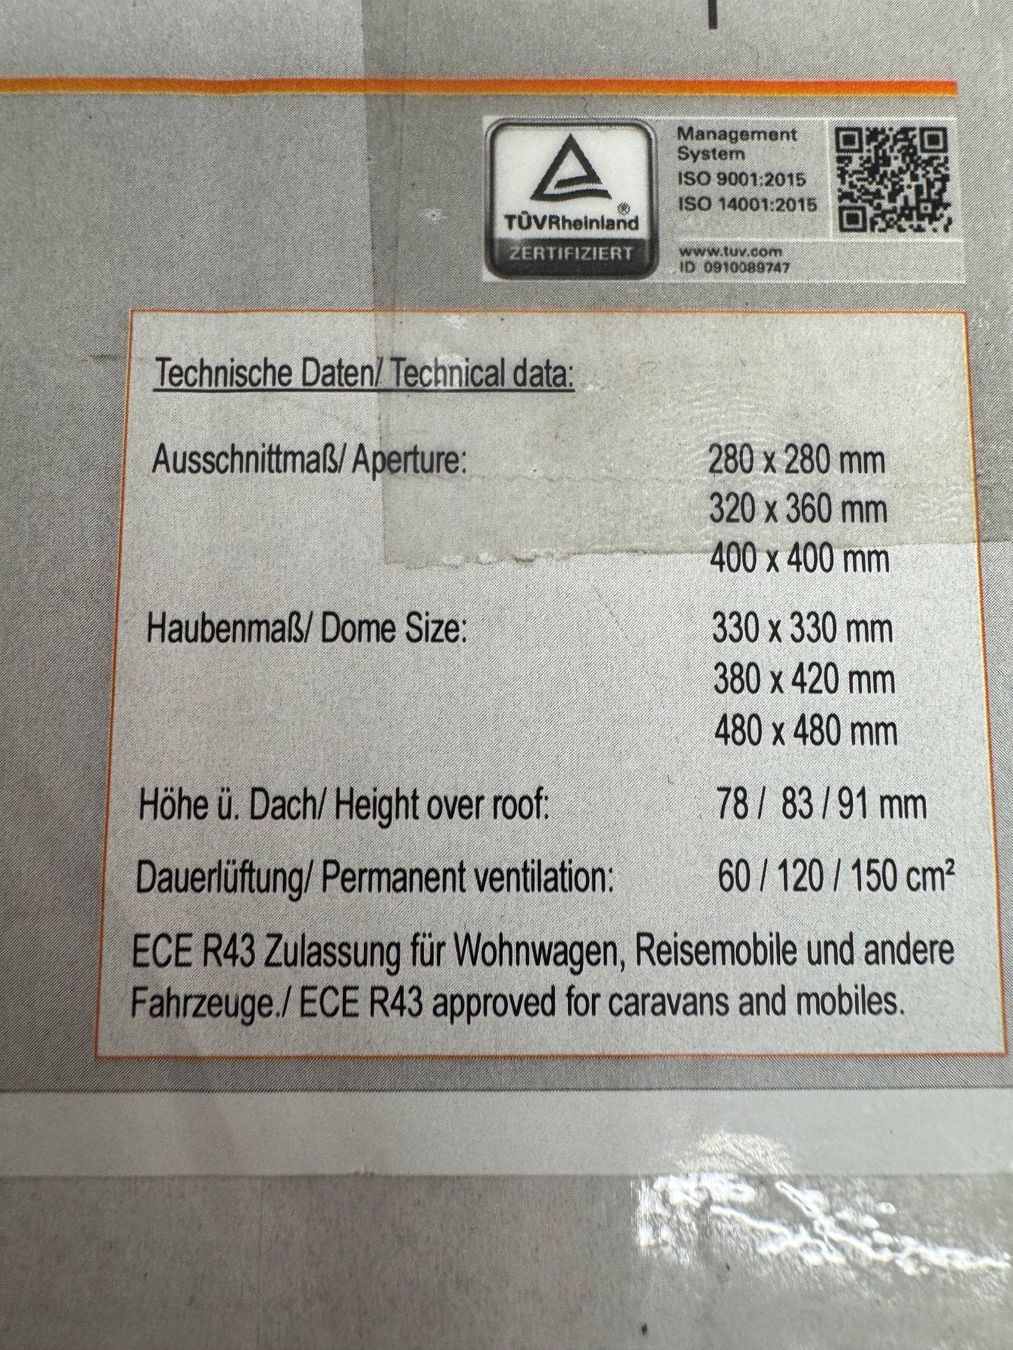 TÜVRheinland®
ZERTIFIZIERT
Management
System
ISO 9001:2015
ISO 14001:2015
www.tuv.com
ID 0910089747
Technische Daten/ Technical data:
Ausschnittmaß/ Aperture: 280 x 280 mm
320 x 360 mm
400 x 400 mm
Haubenmaß/ Dome Size: 330 x 330 mm
380 x 420 mm
480 x 480 mm
Höhe ü. Dach/ Height over roof: 78 / 83 / 91 mm
Dauerlüftung/ Permanent ventilation: 60 / 120 / 150 cm²
ECE R43 Zulassung für Wohnwagen, Reisemobile und andere
Fahrzeuge./ ECE R43 approved for caravans and mobiles.